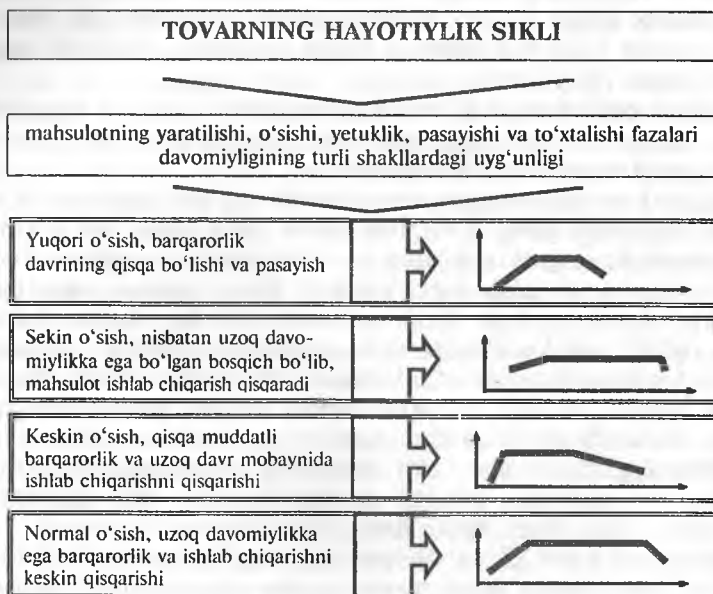 TOVARNING HAYOTIYLIK SIKLI
mahsulotning yaratilishi, o‘sishi, yetuklik, pasayishi va to‘xtalishi fazalari
davomiyligining turli shakllardagi uyg‘unligi
Yuqori o‘sish, barqarorlik
davrining qisqa bo‘lishi va pasayish
Sekin o‘sish, nisbatan uzoq davo-
miylikka ega bo‘lgan bosqich bo‘lib,
mahsulot ishlab chiqarish qisqaradi
Keskin o‘sish, qisqa muddatli
barqarorlik va uzoq davr mobaynida
ishlab chiqarishni qisqarishi
Normal o‘sish, uzoq davomiylikka
ega barqarorlik va ishlab chiqarishni
keskin qisqarishi